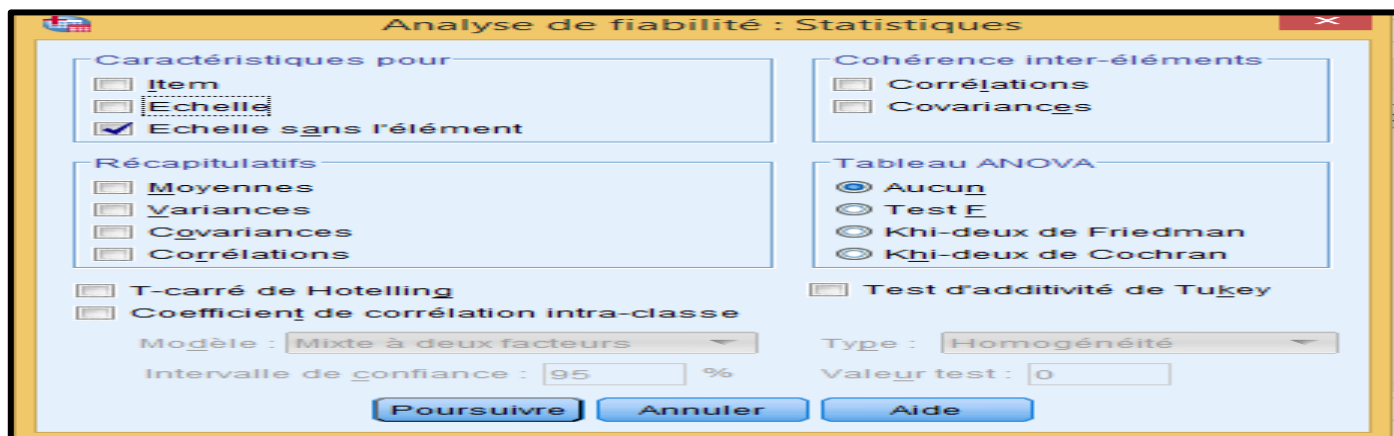 Analyse de fiabilité : Statistiques
Caractéristiques pour
Item
Echelle
Echelle sans l'élément
Cohérence inter-éléments
Corrélations
Covariances
Récapitulatifs
Moyennes
Variances
Covariances
Corrélations
Tableau ANOVA
Aucun
Test F
Khi-deux de Friedman
Khi-deux de Cochran
T-carré de Hotelling
Test d'additivité de Tukey
Coefficient de corrélation intra-classe
Modèle : Mixte à deux facteurs
Type : Homogénéité
Intervalle de confiance : 95 %
Valeur test : 0
Poursuivre Annuler Aide